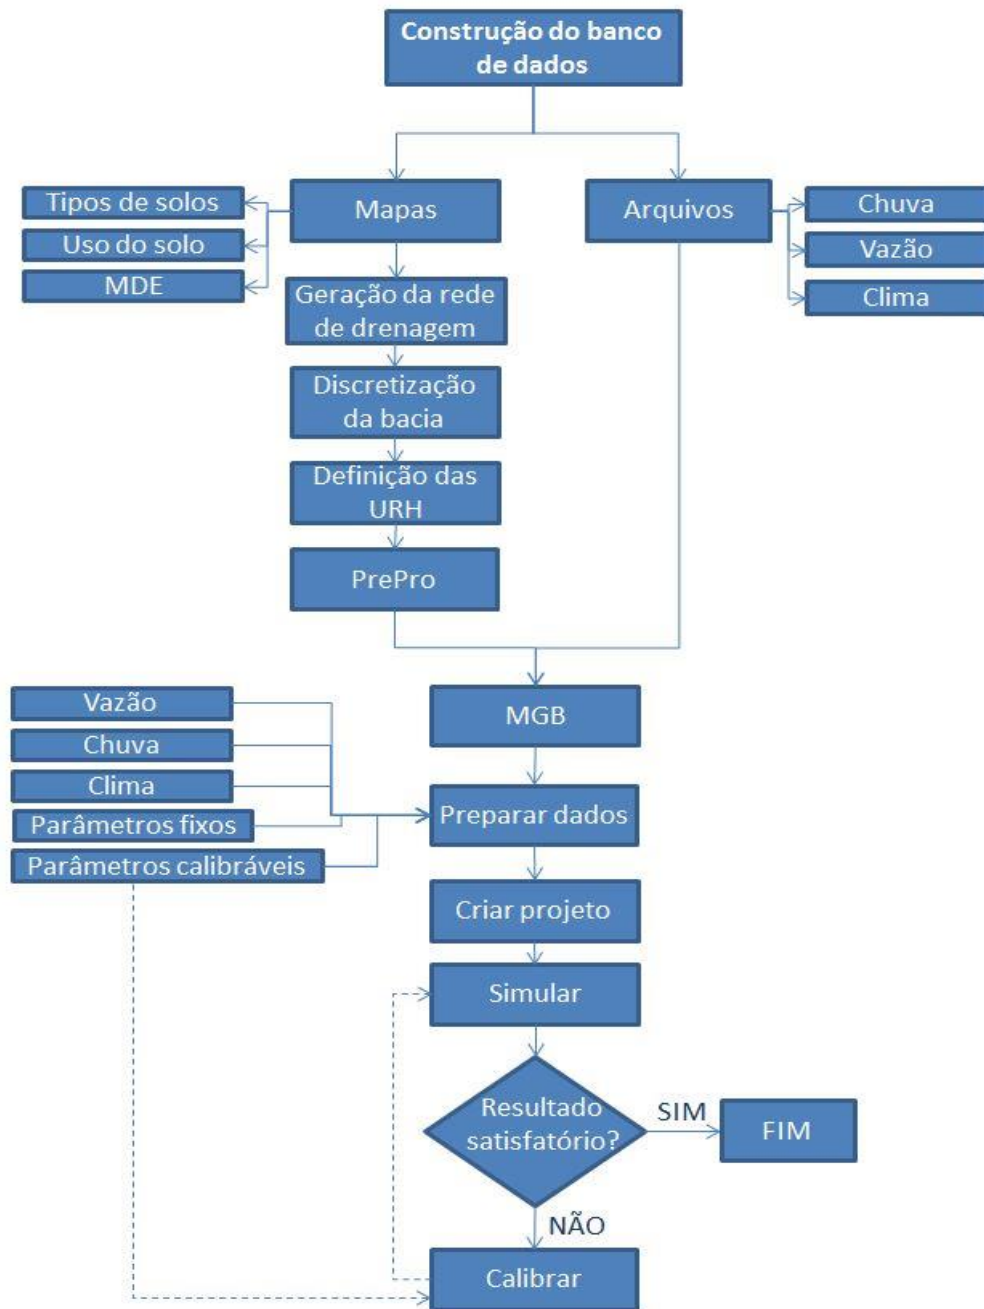 Construção do banco
de dados
Mapas
Arquivos
Tipos de solos
Uso do solo
MDE
Chuva
Vazão
Clima
Geração da rede
de drenagem
Discretização
da bacia
Definição das
URH
PrePro
MGB
Vazão
Chuva
Clima
Parâmetros fixos
Parâmetros calibráveis
Preparar dados
Criar projeto
Simular
Resultado
satisfatório?
SIM
FIM
NÃO
Calibrar